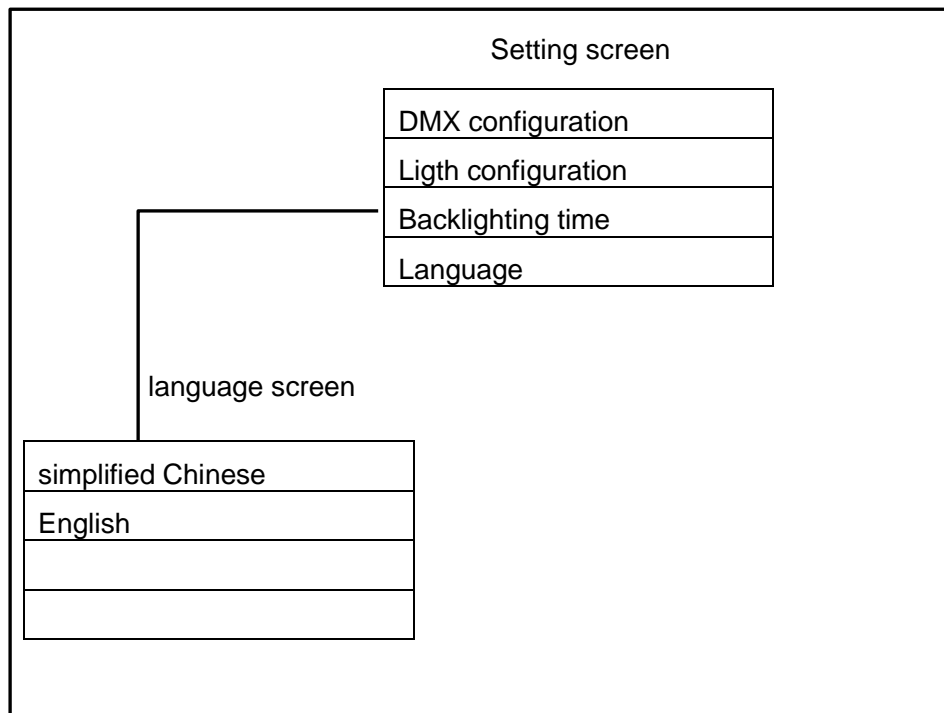 Setting screen
DMX configuration
Ligth configuration
Backlighting time
Language
language screen
simplified Chinese
English